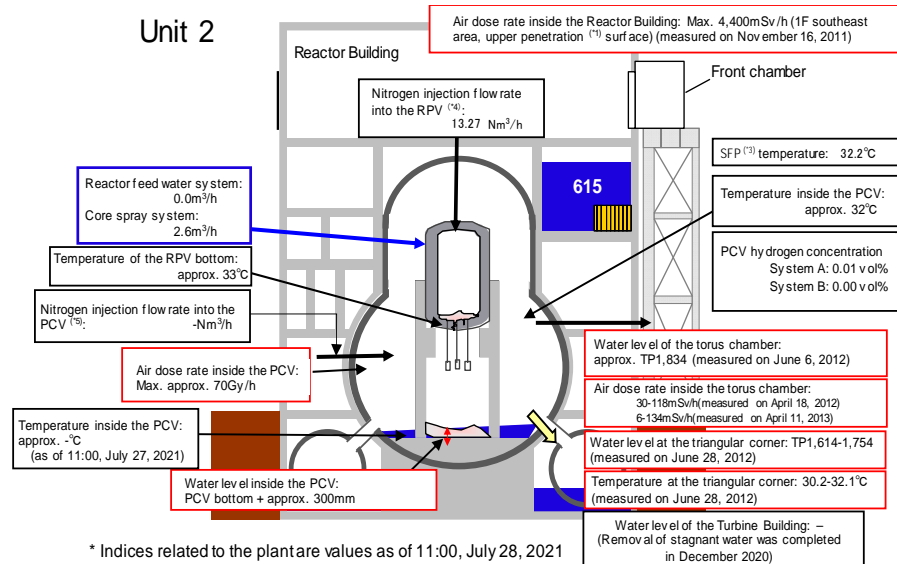 Unit 2
Air dose rate inside the Reactor Building: Max. 4,400mSv/h (1F southeast
area, upper penetration (*1) surface) (measured on November 16, 2011)
Reactor Building
Front chamber
Nitrogen injection flow rate
into the RPV (*4):
13.27 Nm3/h
SFP (*3) temperature: 32.2°C
Reactor feed water system:
0.0m3/h
Core spray system:
2.6m3/h
615
Temperature inside the PCV:
approx. 32°C
Temperature of the RPV bottom:
approx. 33°C
PCV hydrogen concentration
System A: 0.01 vol%
System B: 0.00 vol%
Nitrogen injection flow rate into the
PCV (*5): -Nm3/h
Water level of the torus chamber:
approx. TP1,834 (measured on June 6, 2012)
Air dose rate inside the PCV:
Max. approx. 70Gy/h
Air dose rate inside the torus chamber:
30-118mSv/h(measured on April 18, 2012)
6-134mSv/h(measured on April 11, 2013)
Temperature inside the PCV:
approx. -°C
(as of 11:00, July 27, 2021)
Water level at the triangular corner: TP1,614-1,754
(measured on June 28, 2012)
Water level inside the PCV:
PCV bottom + approx. 300mm
Temperature at the triangular corner: 30.2-32.1°C
(measured on June 28, 2012)
Water level of the Turbine Building: –
(Removal of stagnant water was completed
in December 2020)
* Indices related to the plant are values as of 11:00, July 28, 2021